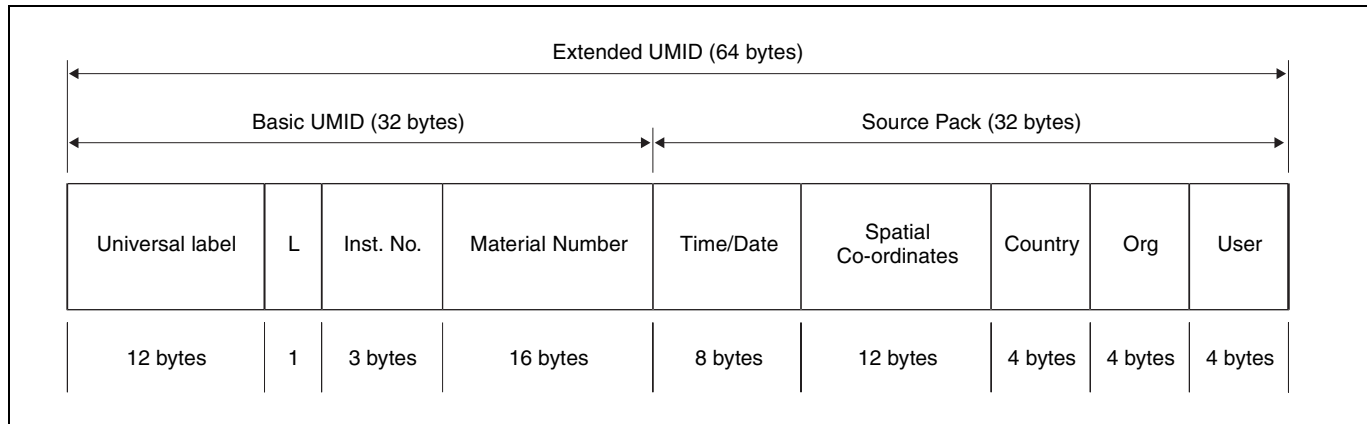 Extended UMID (64 bytes)
Basic UMID (32 bytes)
Source Pack (32 bytes)
Universal label
L
Inst. No.
Material Number
Time/Date
Spatial
Co-ordinates
Country
Org
User
12 bytes
1
3 bytes
16 bytes
8 bytes
12 bytes
4 bytes
4 bytes
4 bytes